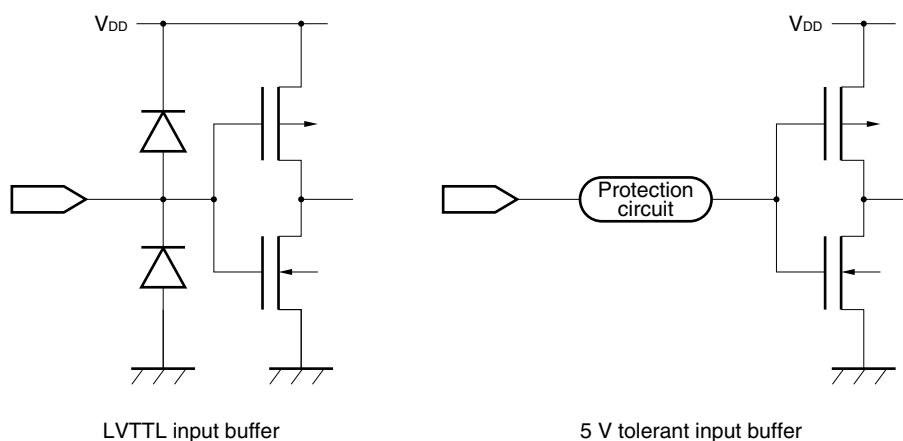 VDD
VDD
Protection
circuit
LVTTL input buffer
5 V tolerant input buffer